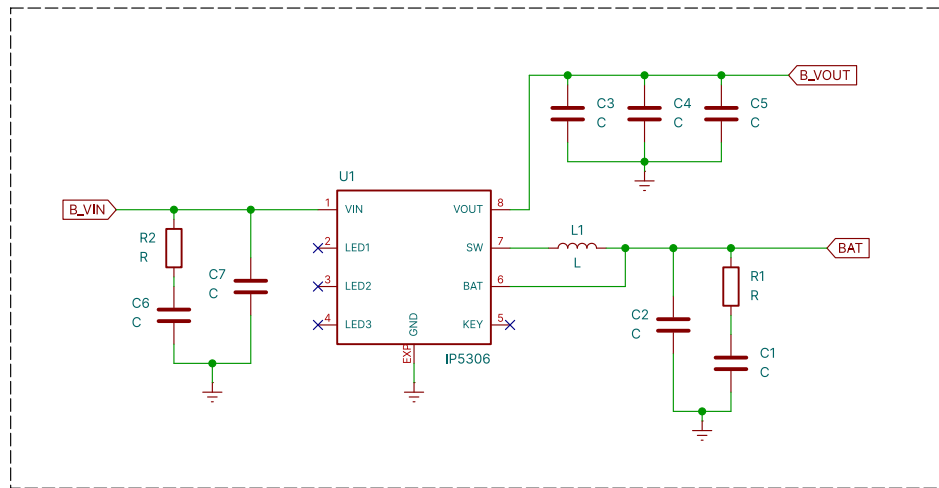 B_VOUT
C3
C
C4
C
C5
C
U1
B_VIN
1
VIN
VOUT
8
R2
R
2
LED1
SW
7
L1
L
BAT
C7
C
3
LED2
BAT
6
R1
R
C6
C
4
LED3
GND
KEY
5
C2
C
EXP
IP5306
C1
C